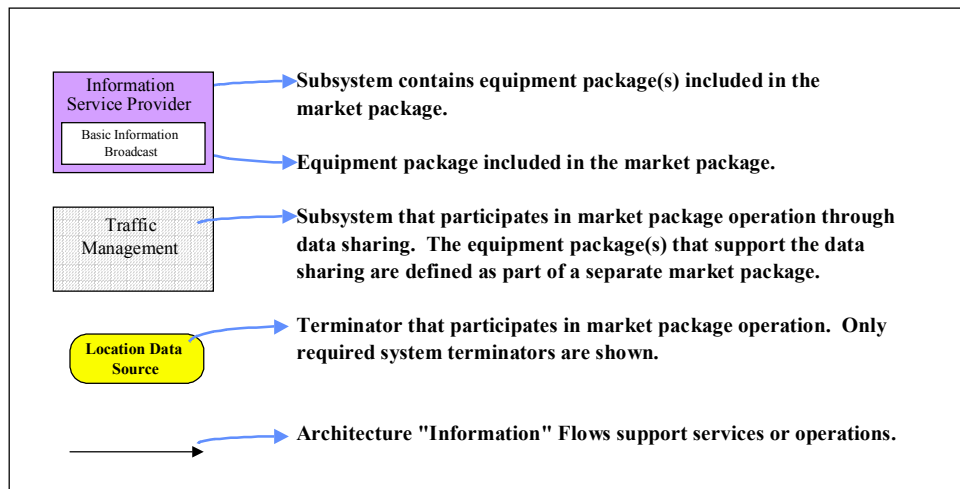 Information
Service Provider
Basic Information
Broadcast
Subsystem contains equipment package(s) included in the
market package.
Equipment package included in the market package.
Traffic
Management
Subsystem that participates in market package operation through
data sharing.  The equipment package(s) that support the data
sharing are defined as part of a separate market package.
Location Data
Source
Terminator that participates in market package operation.  Only
required system terminators are shown.
Architecture "Information" Flows support services or operations.